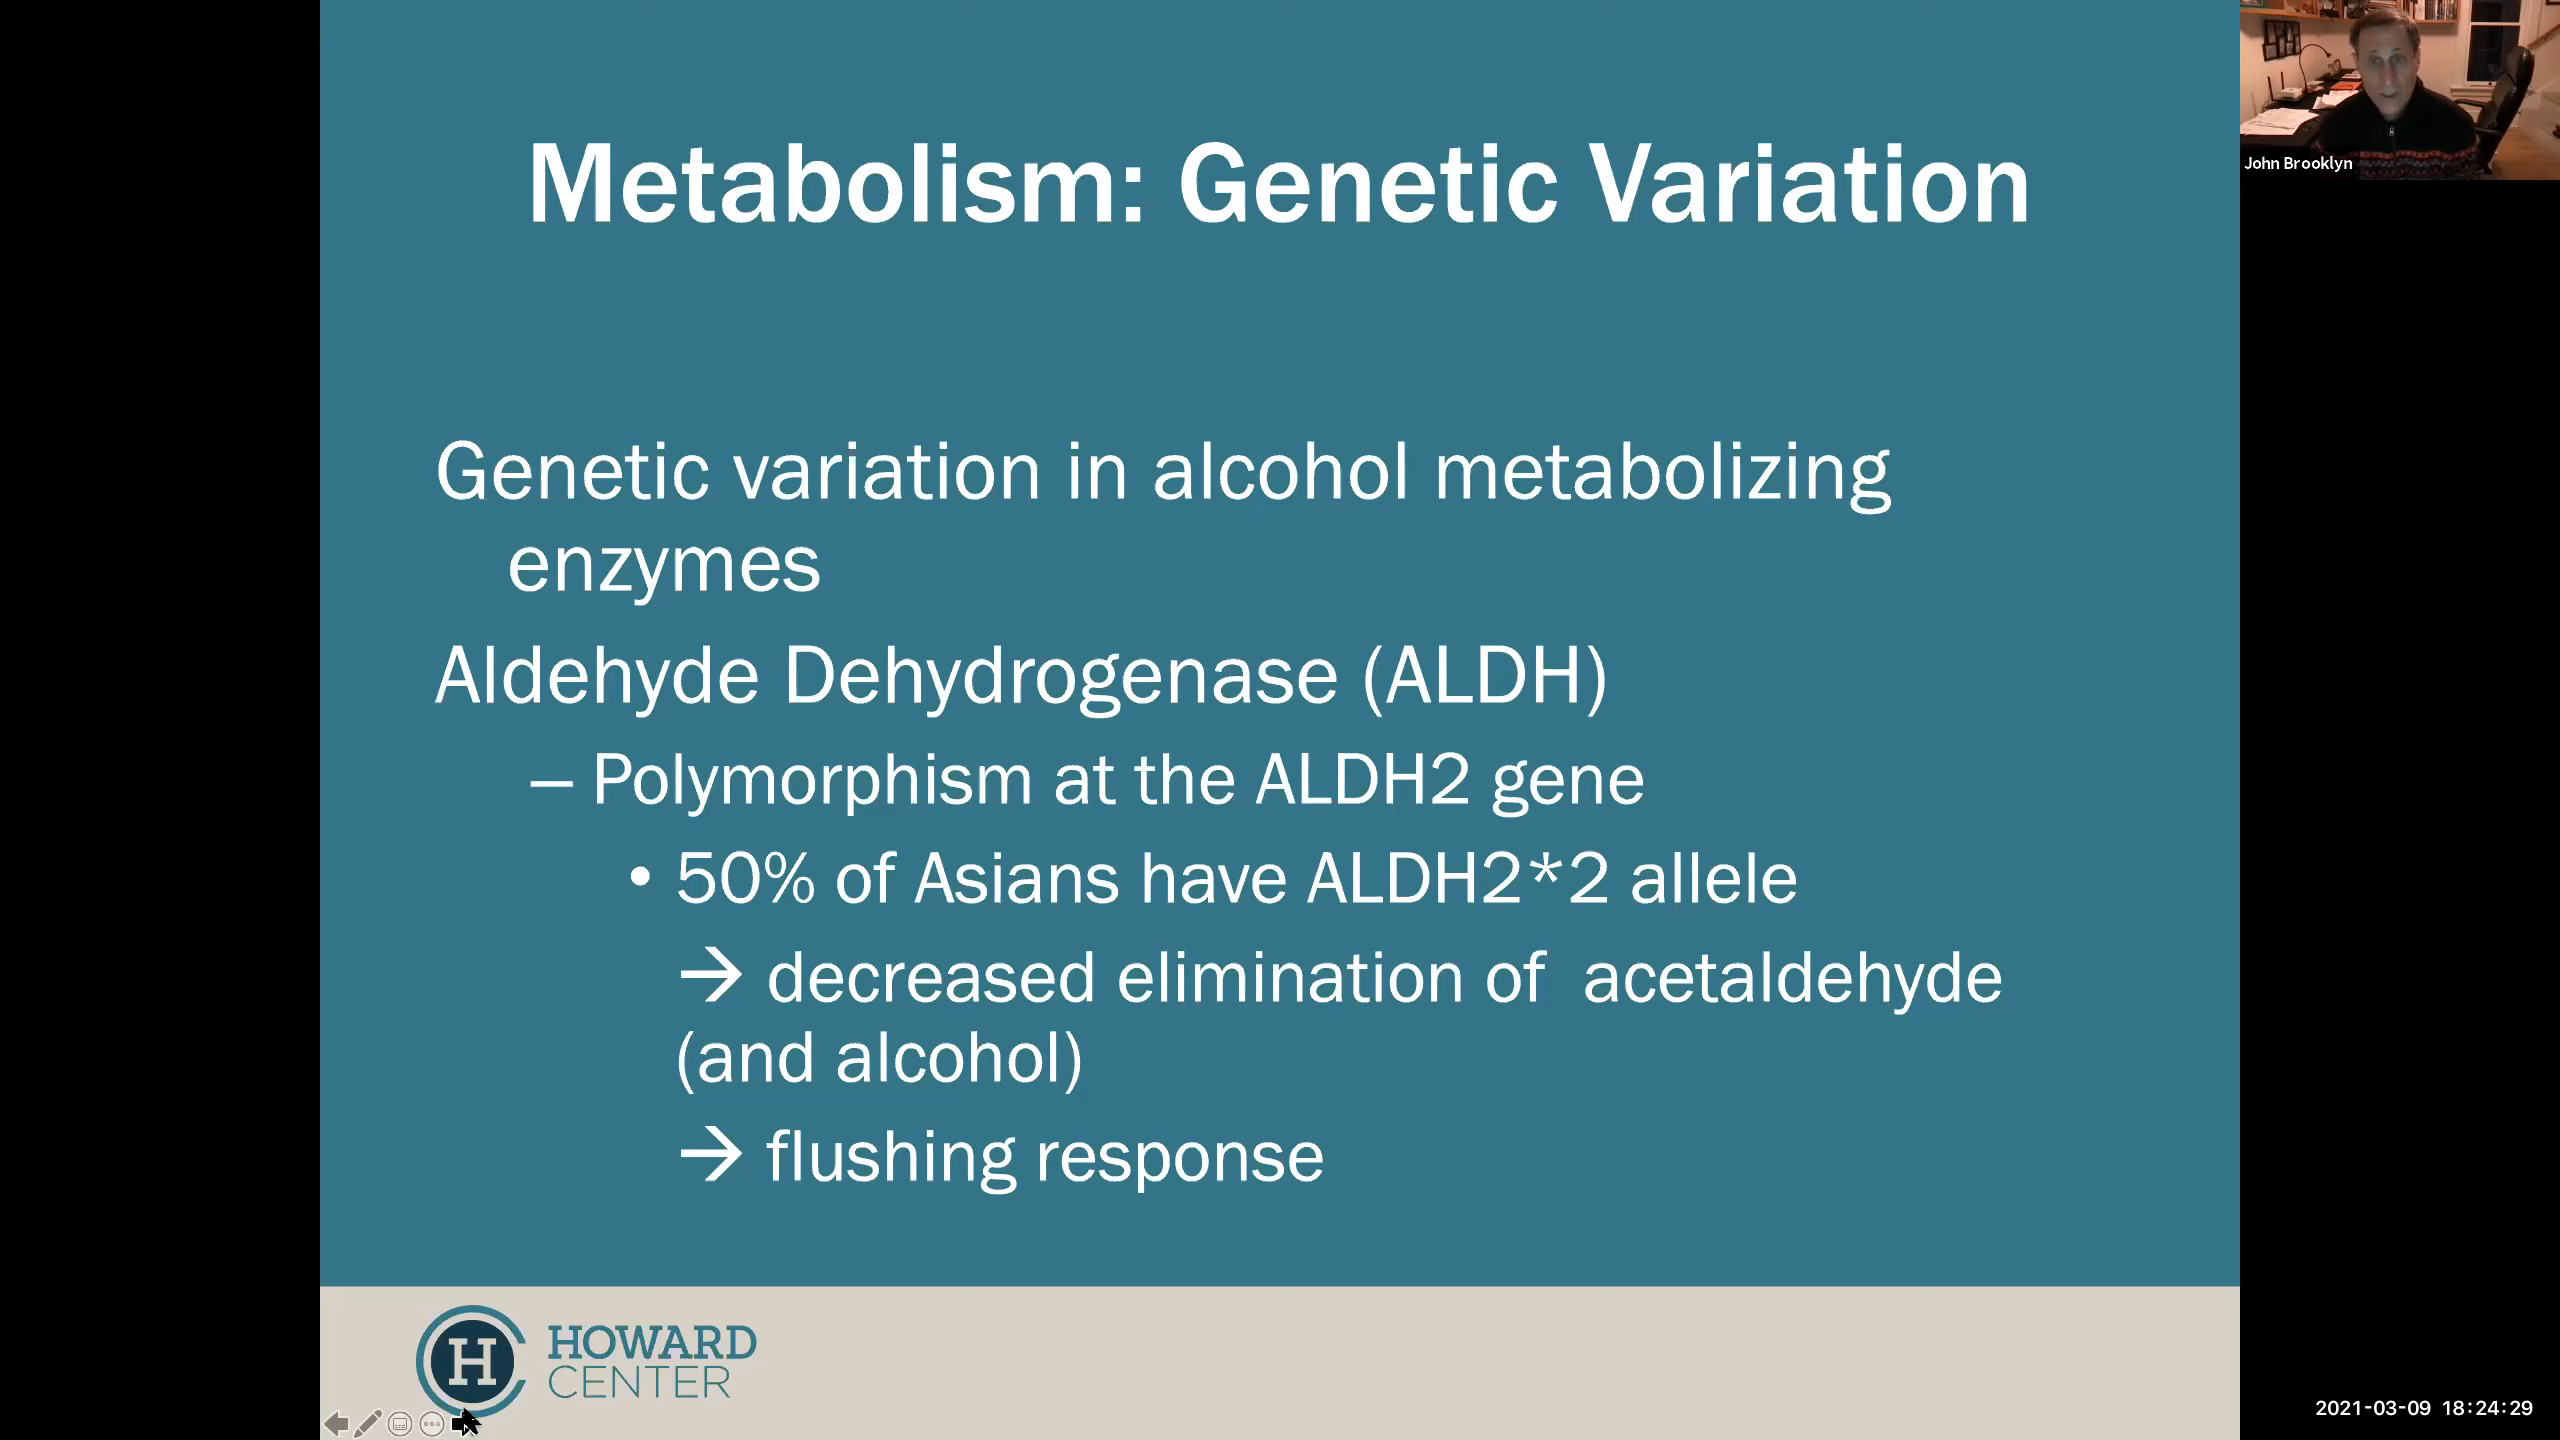 Metabolism: Genetic Variation
John Brooklyn
Genetic variation in alcohol metabolizing
enzymes
Aldehyde Dehydrogenase (ALDH)
– Polymorphism at the ALDH2 gene
• 50% of Asians have ALDH2*2 allele
→ decreased elimination of  acetaldehyde
(and alcohol)
→ flushing response
H
HOWARD
CENTER
2021-03-09 18:24:29